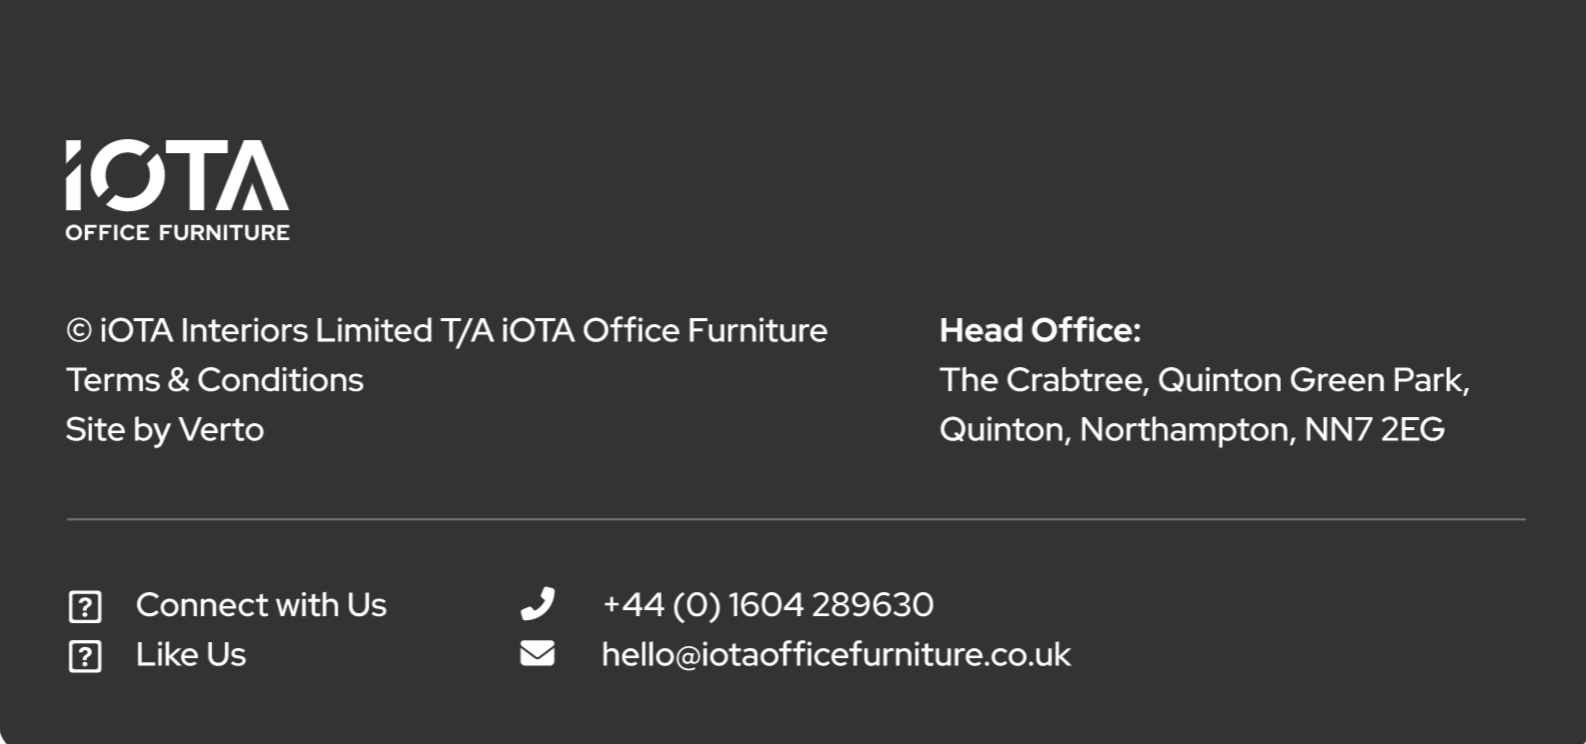 iOTA
OFFICE FURNITURE
© iOTA Interiors Limited T/A iOTA Office Furniture
Terms & Conditions
Site by Verto
Head Office:
The Crabtree, Quinton Green Park,
Quinton, Northampton, NN7 2EG
? Connect with Us
? Like Us
+44 (0) 1604 289630
hello@iotaofficefurniture.co.uk